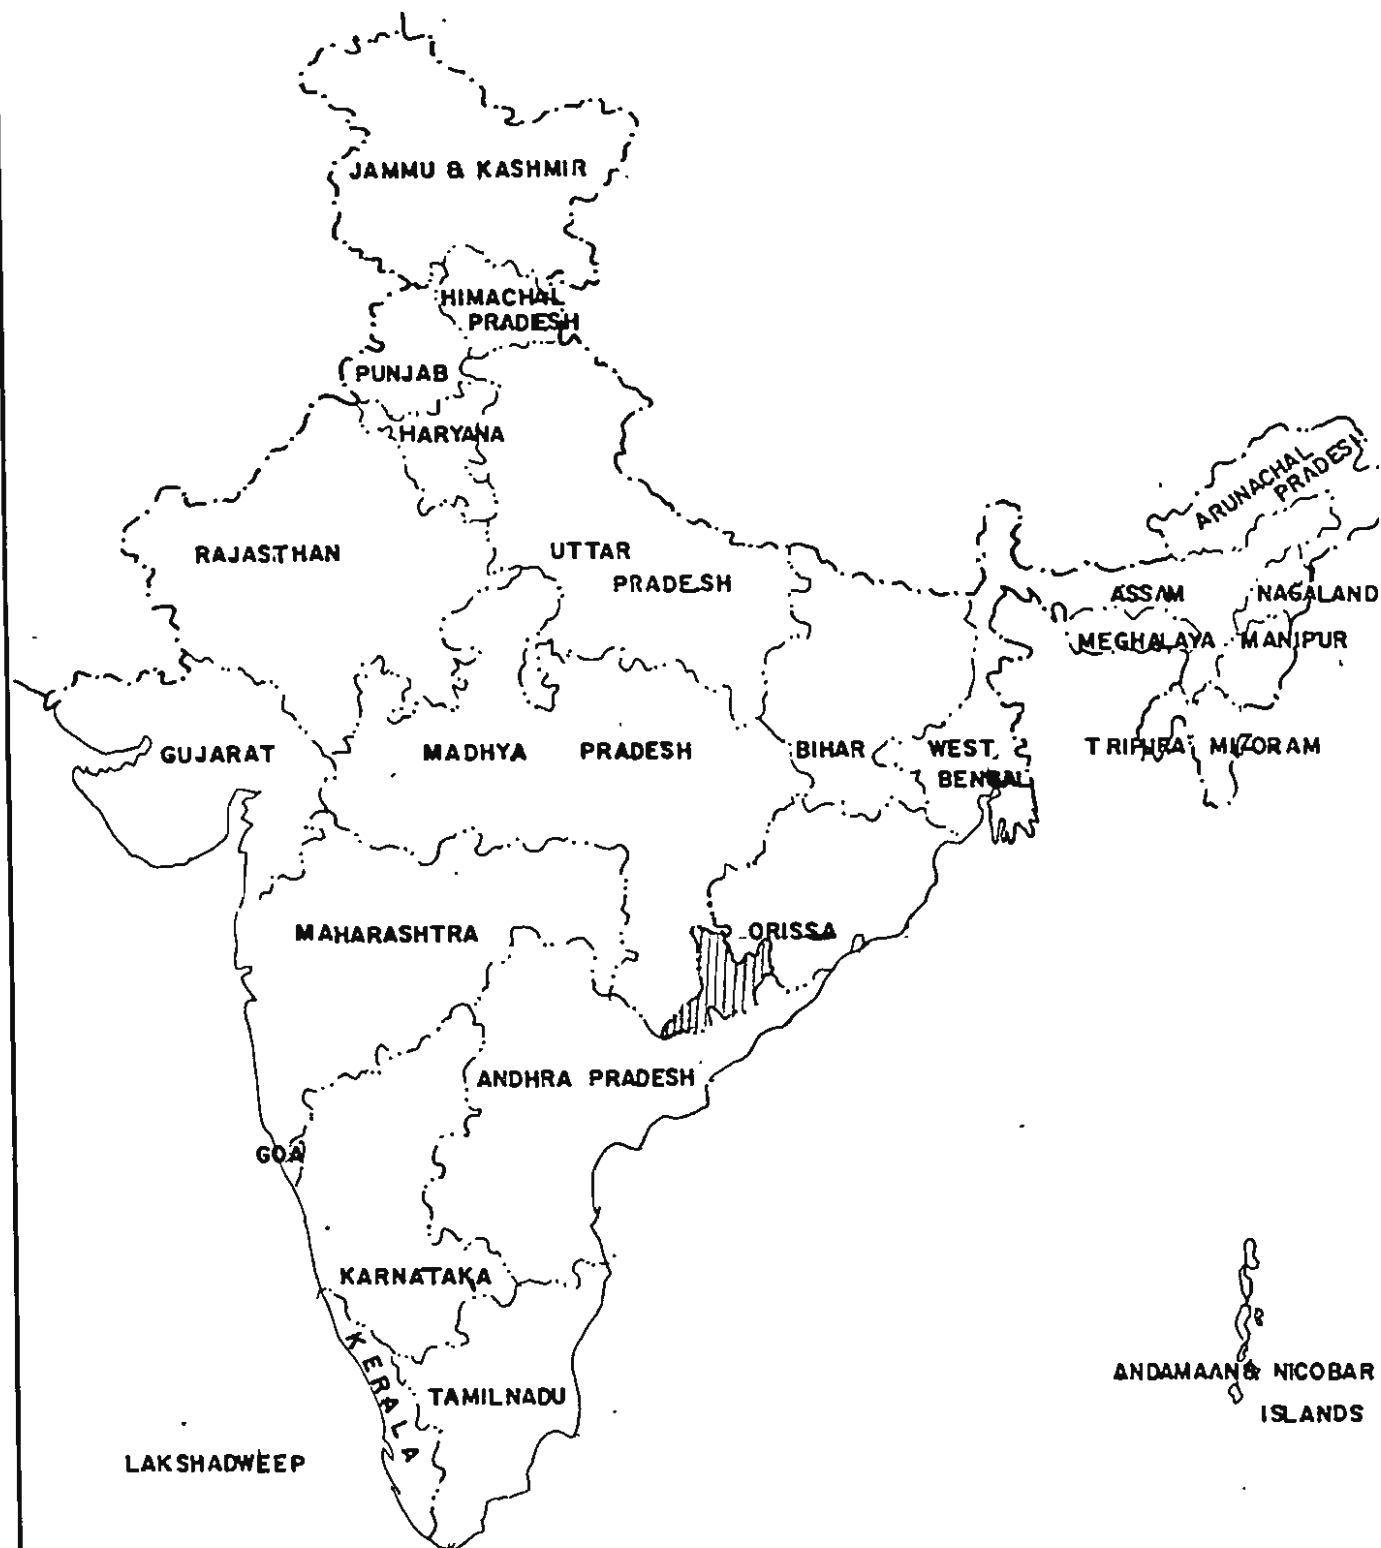 JAMMU & KASHMIR
HIMACHAL
PRADESH
PUNJAB
HARYANA
ARUNACHAL
PRADESH
RAJASTHAN
UTTAR
PRADESH
ASSAM
NAGALAND
MEGHALAYA
MANIPUR
GUJARAT
MADHYA PRADESH
BIHAR
WEST
BENGAL
TRIPURA
MIZORAM
MAHARASHTRA
ORISSA
ANDHRA PRADESH
GOA
KARNATAKA
KERALA
TAMILNADU
ANDAMAAN & NICOBAR
ISLANDS
LAKSHADWEEP